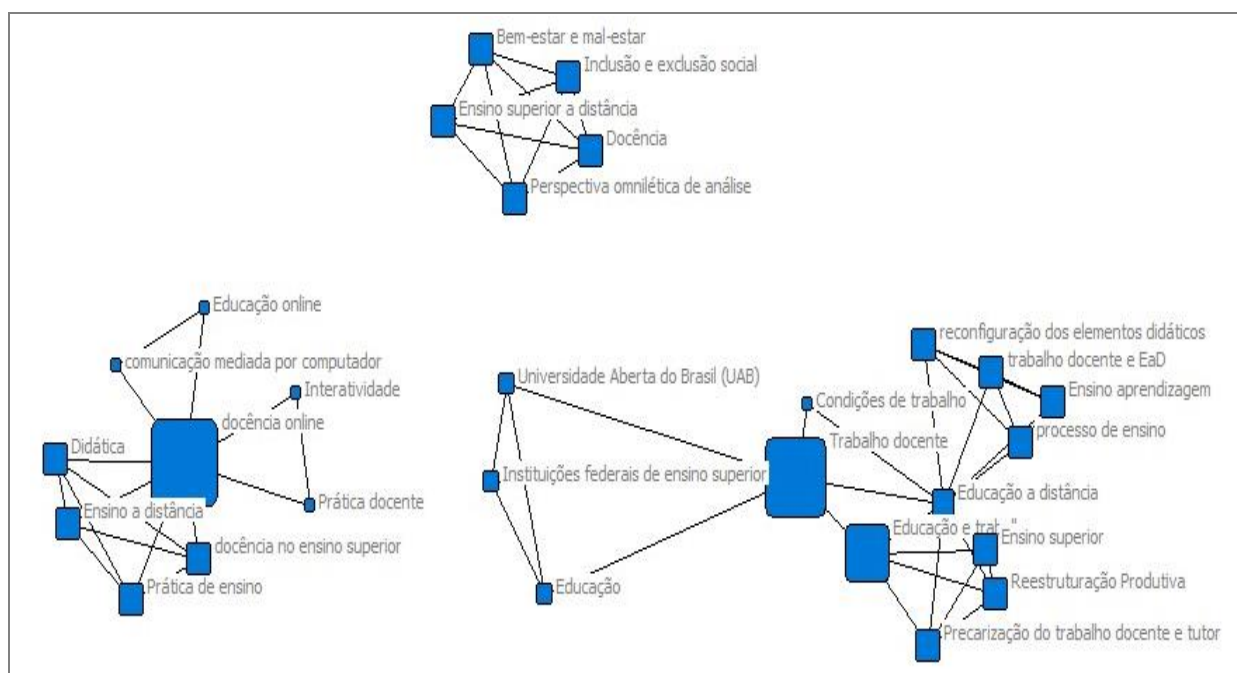 Bem-estar e mal-estar
Inclusão e exclusão social
Ensino superior a distância
Docência
Perspectiva omnilética de análise
Educação online
comunicação mediada por computador
Interatividade
docência online
Didática
Prática docente
Ensino a distância
docência no ensino superior
Prática de ensino
Universidade Aberta do Brasil (UAB)
Instituições federais de ensino superior
Educação
reconfiguração dos elementos didáticos
trabalho docente e EaD
Ensino aprendizagem
Condições de trabalho
processo de ensino
Trabalho docente
Educação a distância
Educação e
Ensino superior
Reestruturação Produtiva
Precarização do trabalho docente e tutor